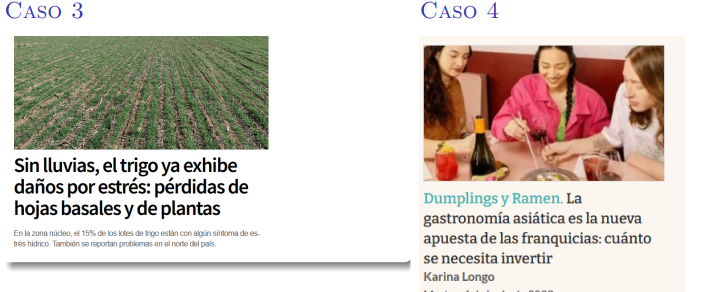 Caso 3
Sin lluvias, el trigo ya exhibe
daños por estrés: pérdidas de
hojas basales y de plantas
En la zona núcleo, el 15% de los lotes de trigo están con algún síntoma de es-
trés hídrico. También se reportan problemas en el norte del país.
Caso 4
Dumplings y Ramen. La
gastronomía asiática es la nueva
apuesta de las franquicias: cuánto
se necesita invertir
Karina Longo